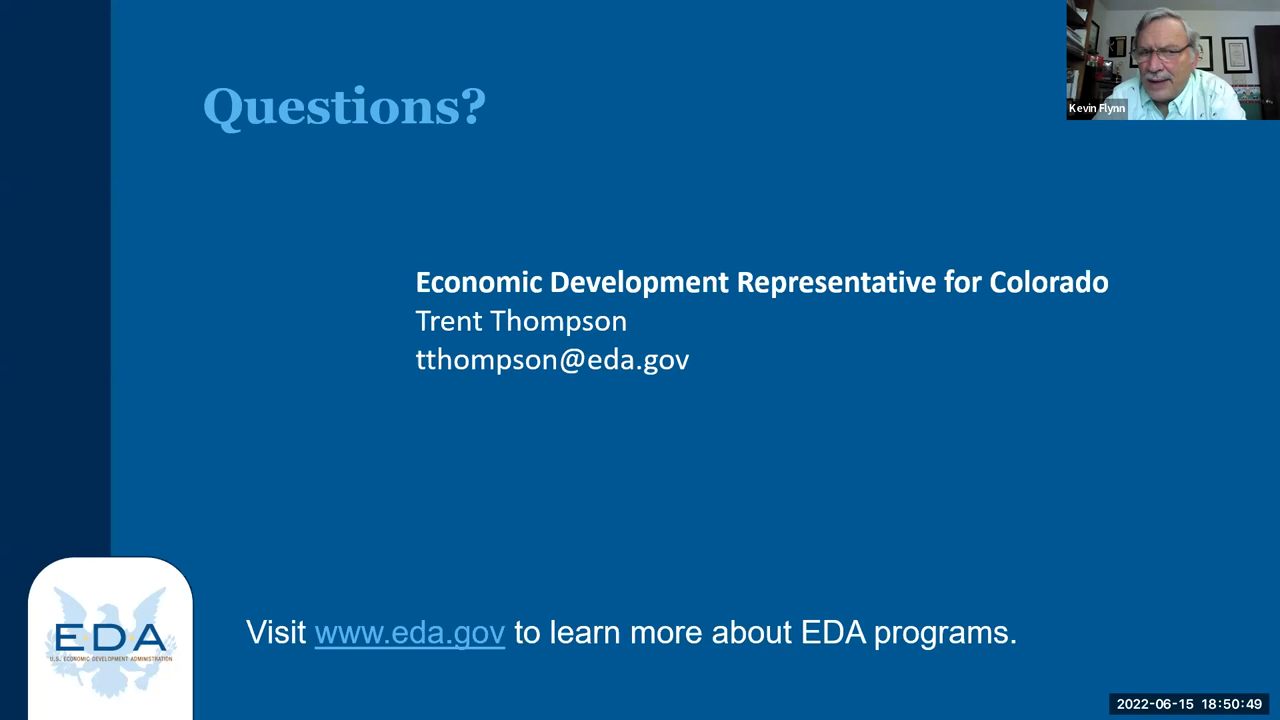 Questions?
Kevin Flynn
Economic Development Representative for Colorado
Trent Thompson
tthompson@eda.gov
EDA
U.S. ECONOMIC DEVELOPMENT ADMINISTRATION
Visit www.eda.gov to learn more about EDA programs.
2022-06-15 18:50:49